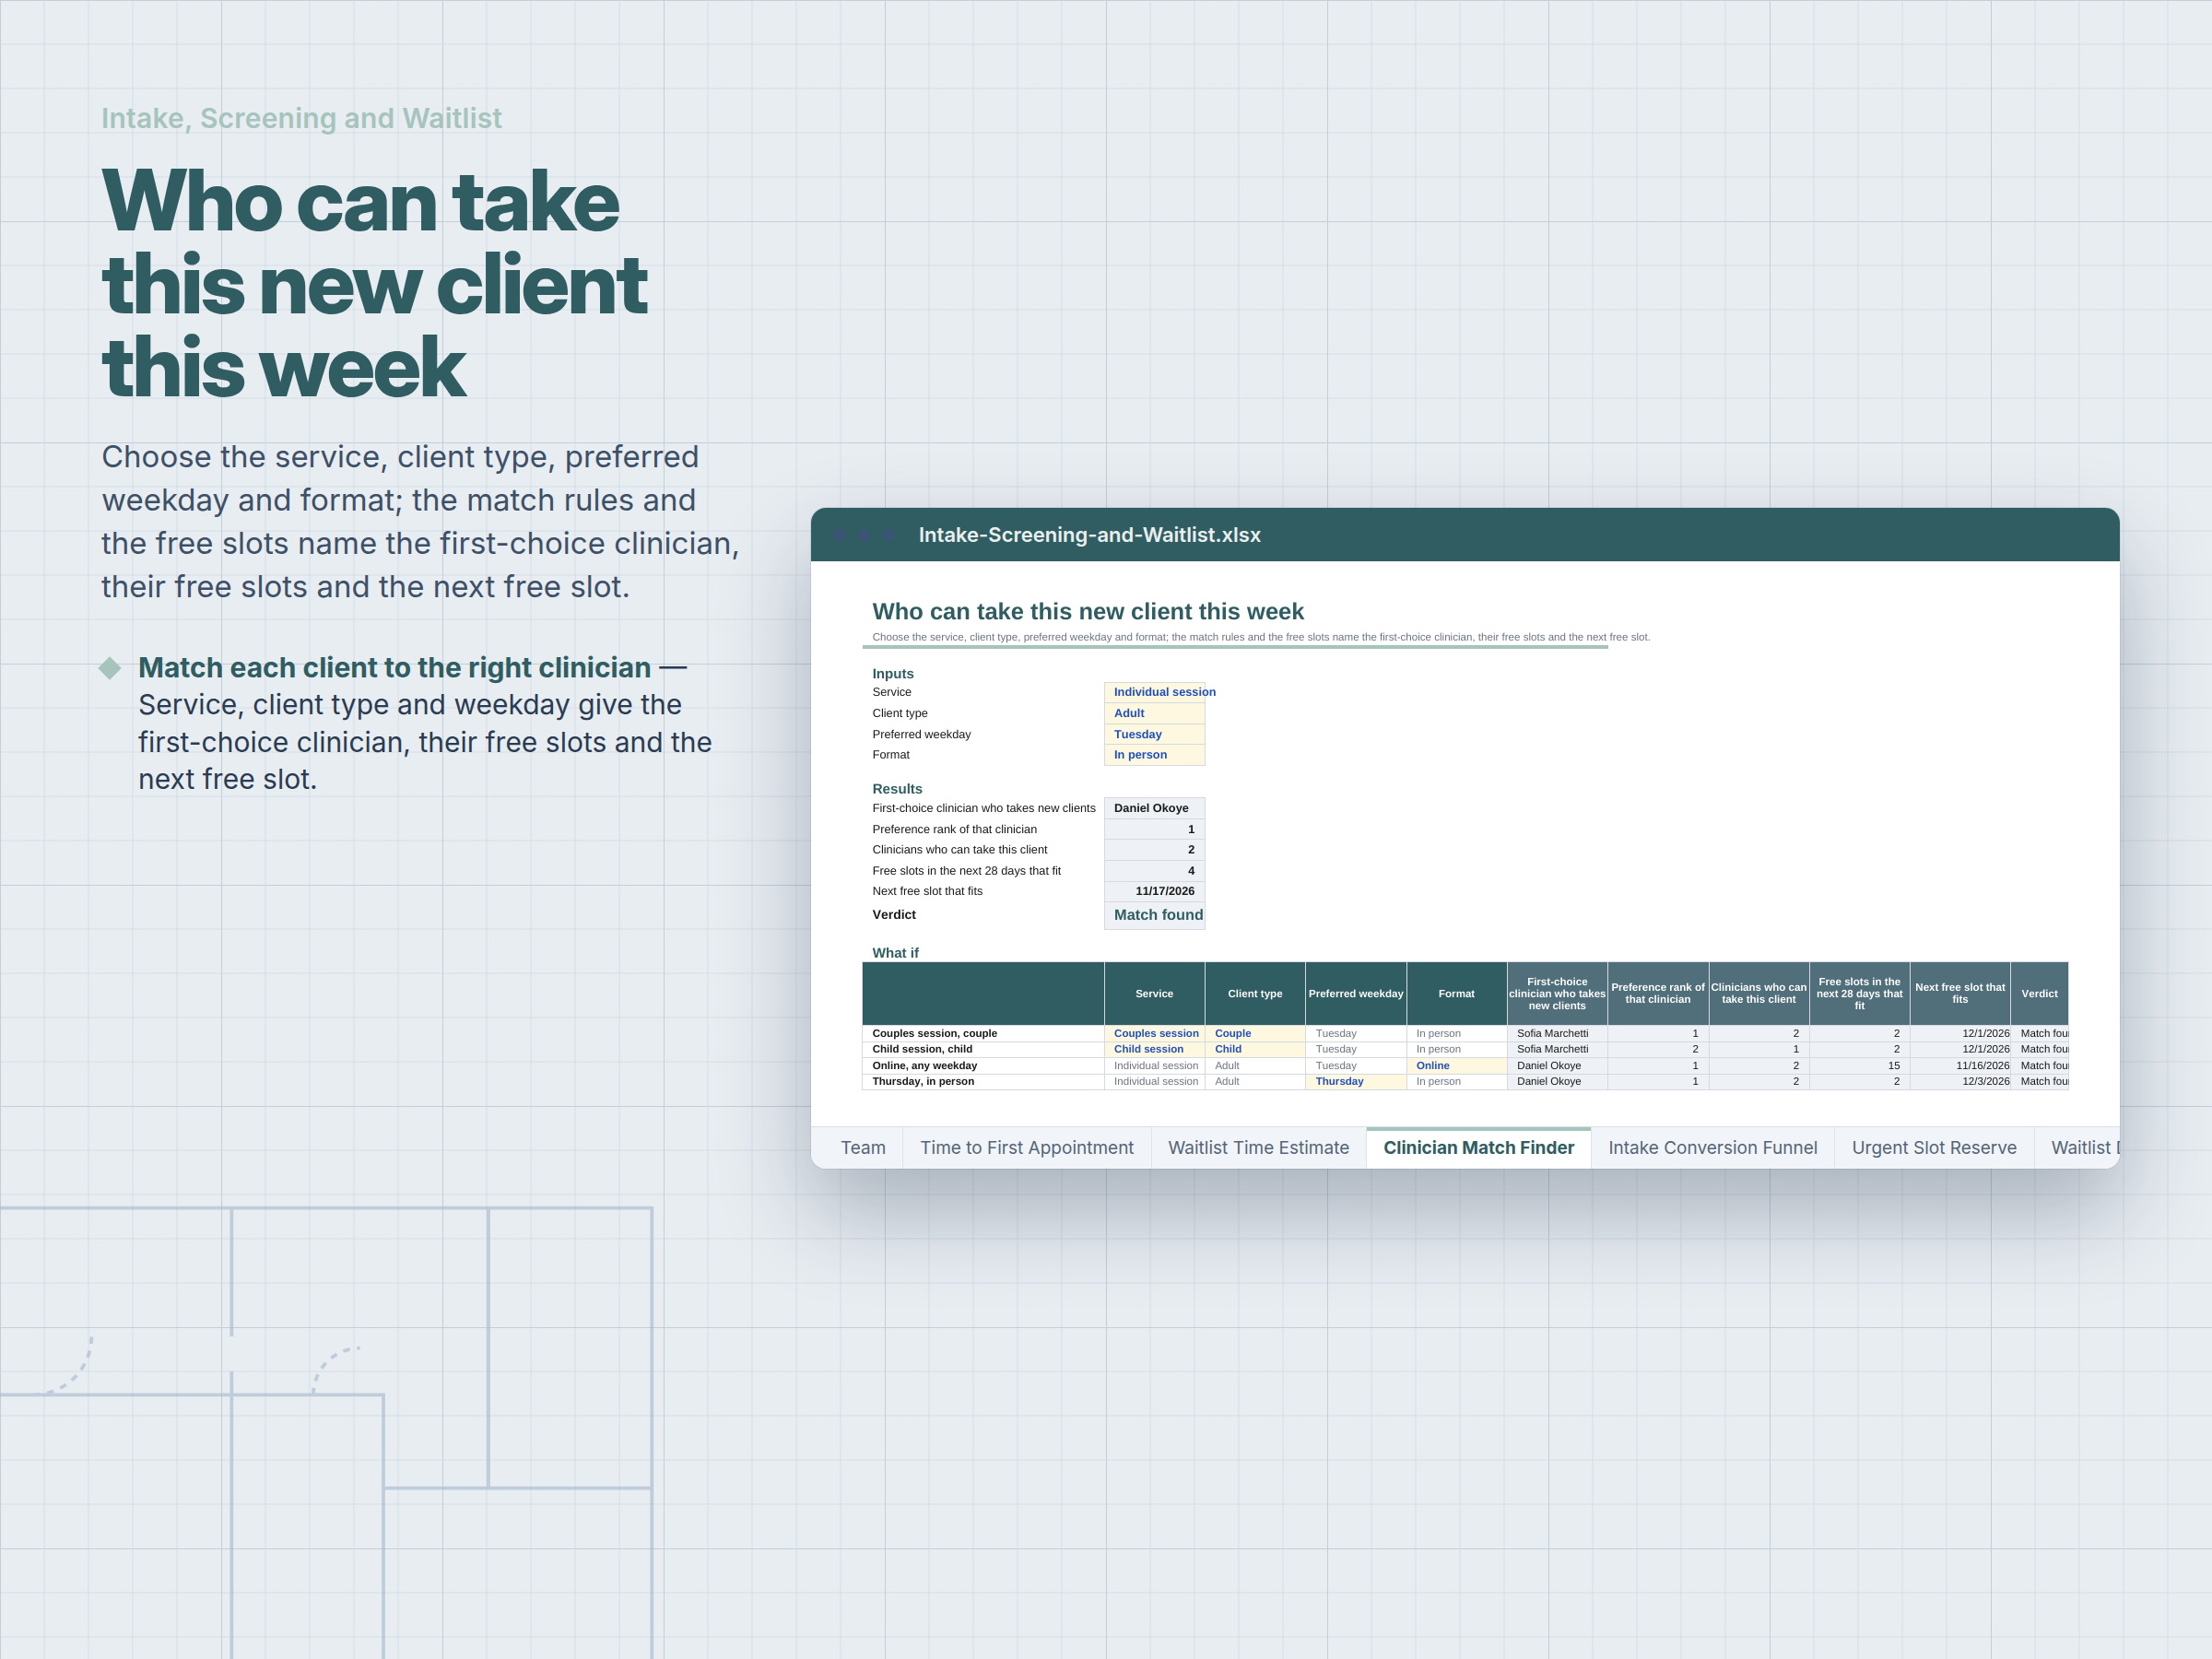 Intake, Screening and Waitlist
Who can take
this new client
this week
Choose the service, client type, preferred
weekday and format; the match rules and
the free slots name the first-choice clinician,
their free slots and the next free slot.
Match each client to the right clinician —
Service, client type and weekday give the
first-choice clinician, their free slots and the
next free slot.
Intake-Screening-and-Waitlist.xlsx
Who can take this new client this week
Choose the service, client type, preferred weekday and format; the match rules and the free slots name the first-choice clinician, their free slots and the next free slot.
Inputs
Service Individual session
Client type Adult
Preferred weekday Tuesday
Format In person
Results
First-choice clinician who takes new clients Daniel Okoye
Preference rank of that clinician 1
Clinicians who can take this client 2
Free slots in the next 28 days that fit 4
Next free slot that fits 11/17/2026
Verdict Match found
What if
Service Client type Preferred weekday Format First-choice clinician who takes new clients Preference rank of that clinician Clinicians who can take this client Free slots in the next 28 days that fit Next free slot that fits Verdict
Couples session, couple Couples session Couple Tuesday In person Sofia Marchetti 1 2 2 12/1/2026 Match fou
Child session, child Child session Child Tuesday In person Sofia Marchetti 2 1 2 12/1/2026 Match fou
Online, any weekday Individual session Adult Tuesday Online Daniel Okoye 1 2 15 11/16/2026 Match fou
Thursday, in person Individual session Adult Thursday In person Daniel Okoye 1 2 2 12/3/2026 Match fou
Team Time to First Appointment Waitlist Time Estimate Clinician Match Finder Intake Conversion Funnel Urgent Slot Reserve Waitlist